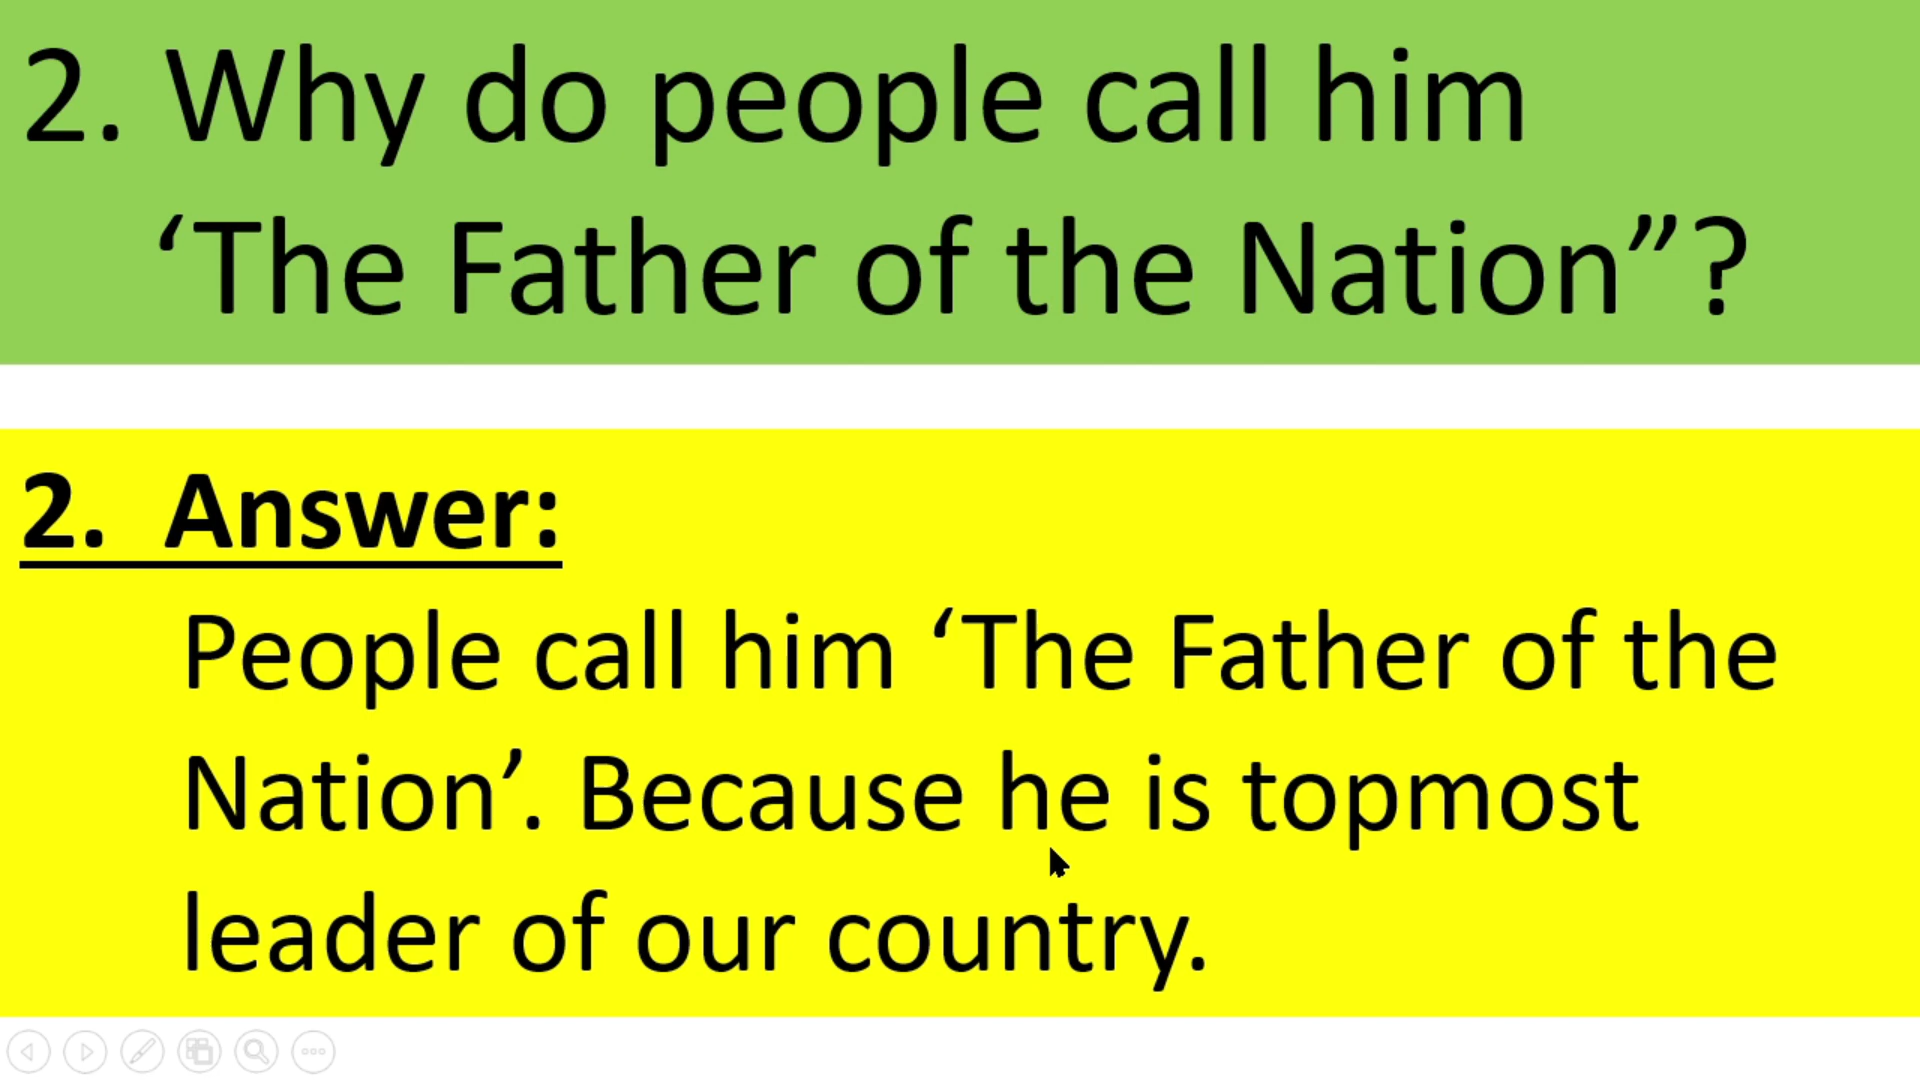 2. Why do people call him
‘The Father of the Nation”?
2. Answer:
People call him ‘The Father of the
Nation’. Because he is topmost
leader of our country.